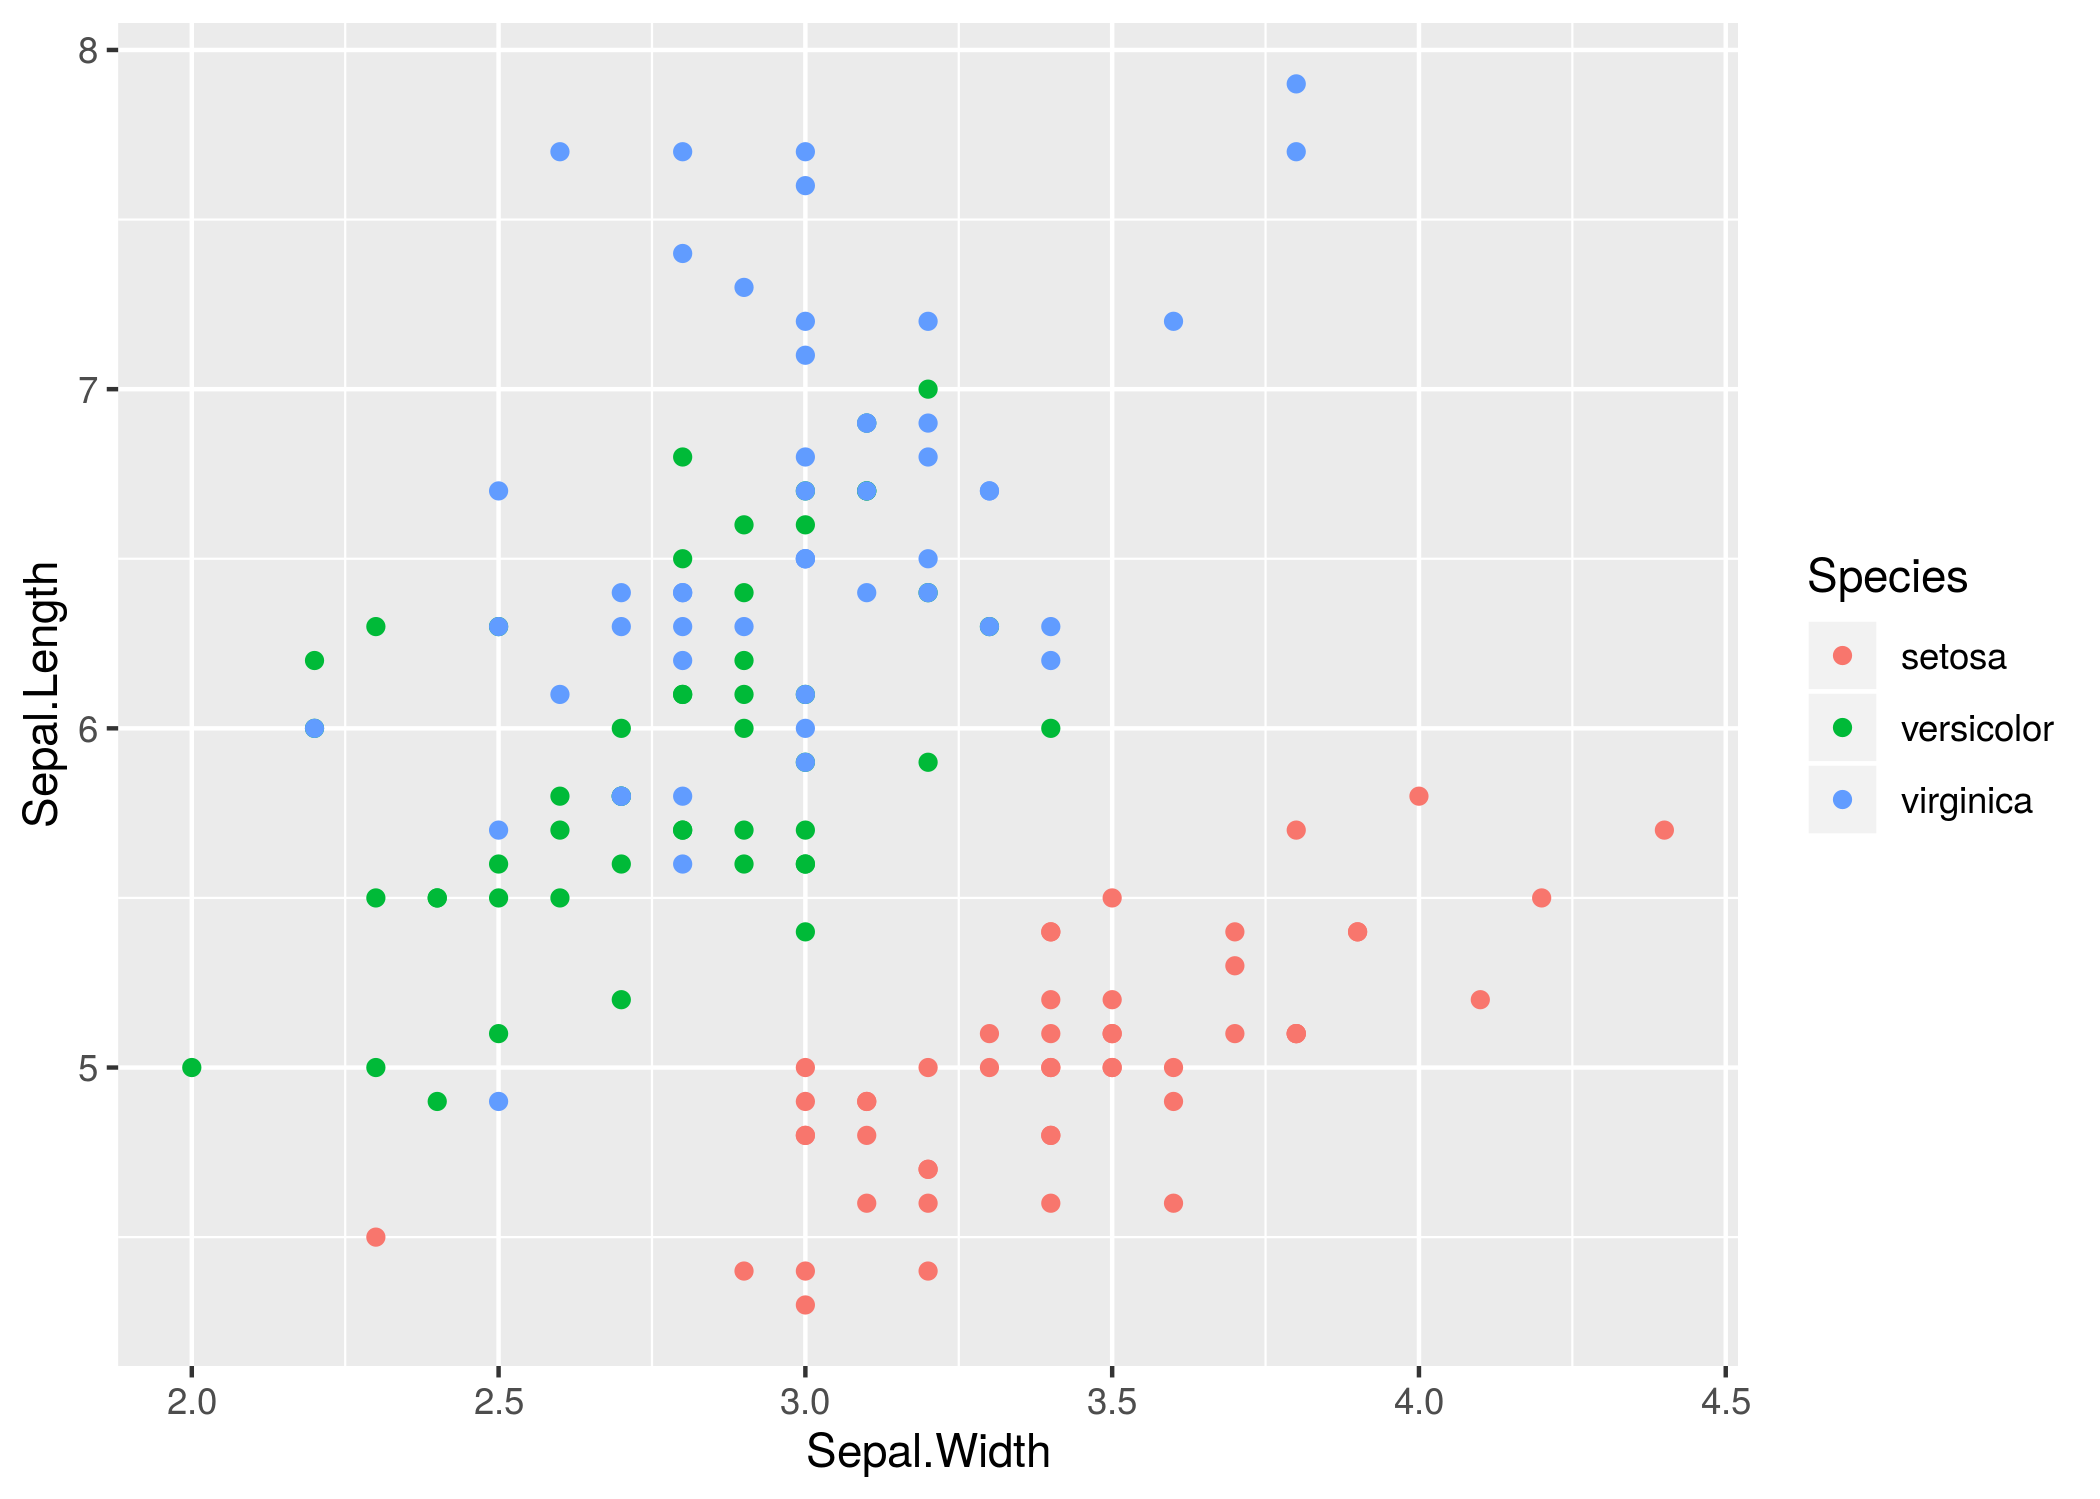 8
7
6
5
Sepal.Length
2.0 2.5 3.0 3.5 4.0 4.5
Sepal.Width
Species
setosa
versicolor
virginica